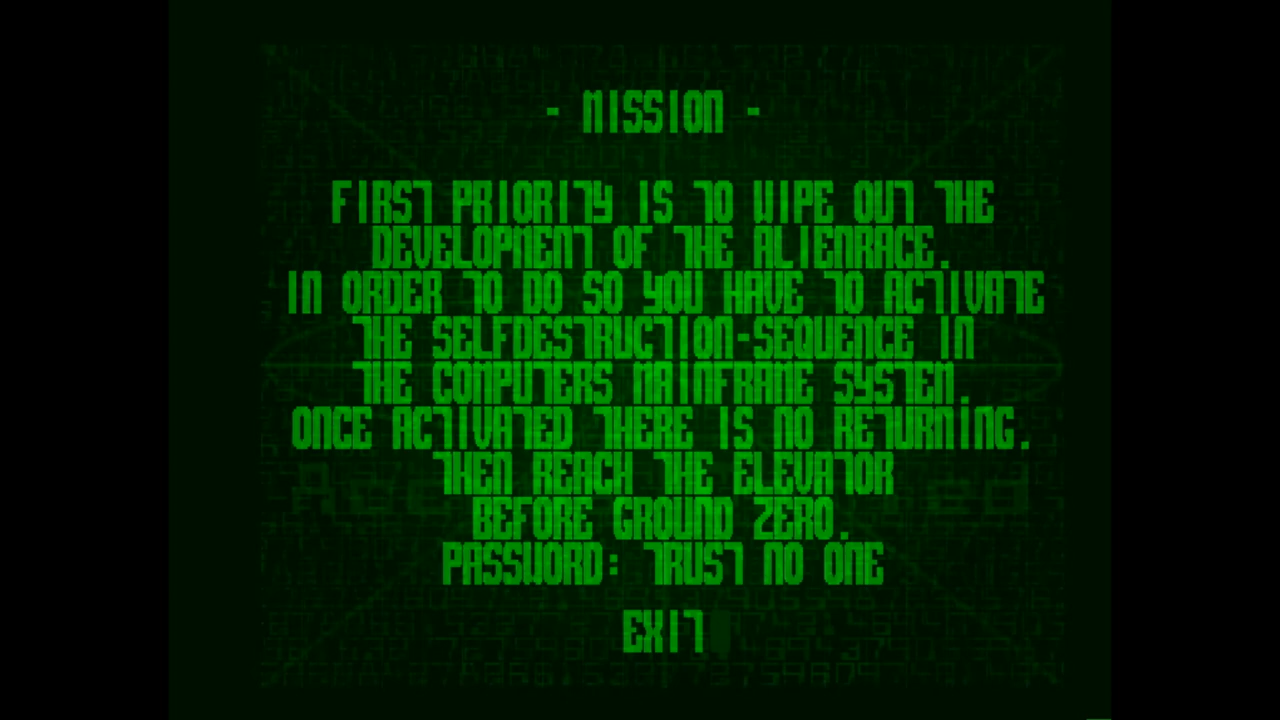 - MISSION -
FIRST PRIORITY IS TO WIPE OUT THE
DEVELOPMENT OF THE ALIENRACE.
IN ORDER TO DO SO YOU HAVE TO ACTIVATE
THE SELFDESTRUCTION-SEQUENCE IN
THE COMPUTERS MAINFRAME SYSTEM.
ONCE ACTIVATED THERE IS NO RETURNING.
THEN REACH THE ELEVATOR
BEFORE GROUND ZERO.
PASSWORD: TRUST NO ONE
EXIT